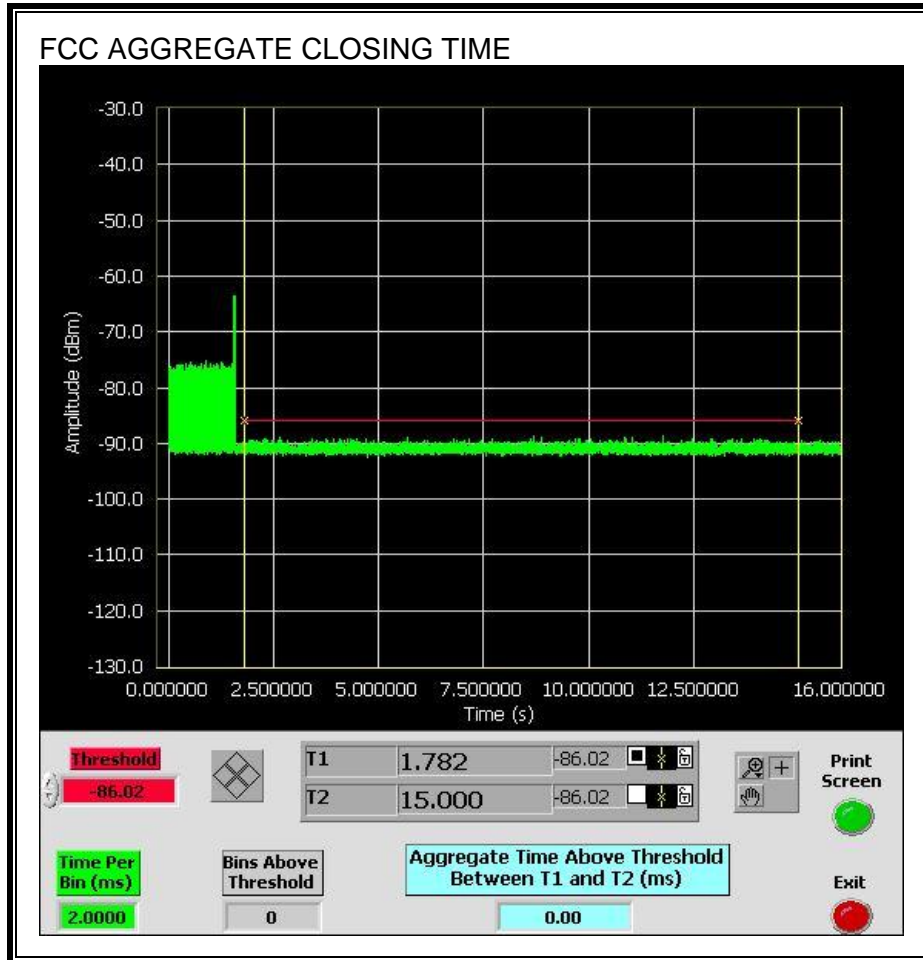 FCC AGGREGATE CLOSING TIME
-30.0
-40.0
-50.0
-60.0
-70.0
-80.0
-90.0
-100.0
-110.0
-120.0
-130.0
Amplitude (dBm)
0.000000 2.500000 5.000000 7.500000 10.000000 12.500000 16.000000
Time (s)
Threshold
-86.02
T1 1.782 -86.02
T2 15.000 -86.02
Print
Screen
Time Per
Bin (ms)
2.0000
Bins Above
Threshold
0
Aggregate Time Above Threshold
Between T1 and T2 (ms)
0.00
Exit